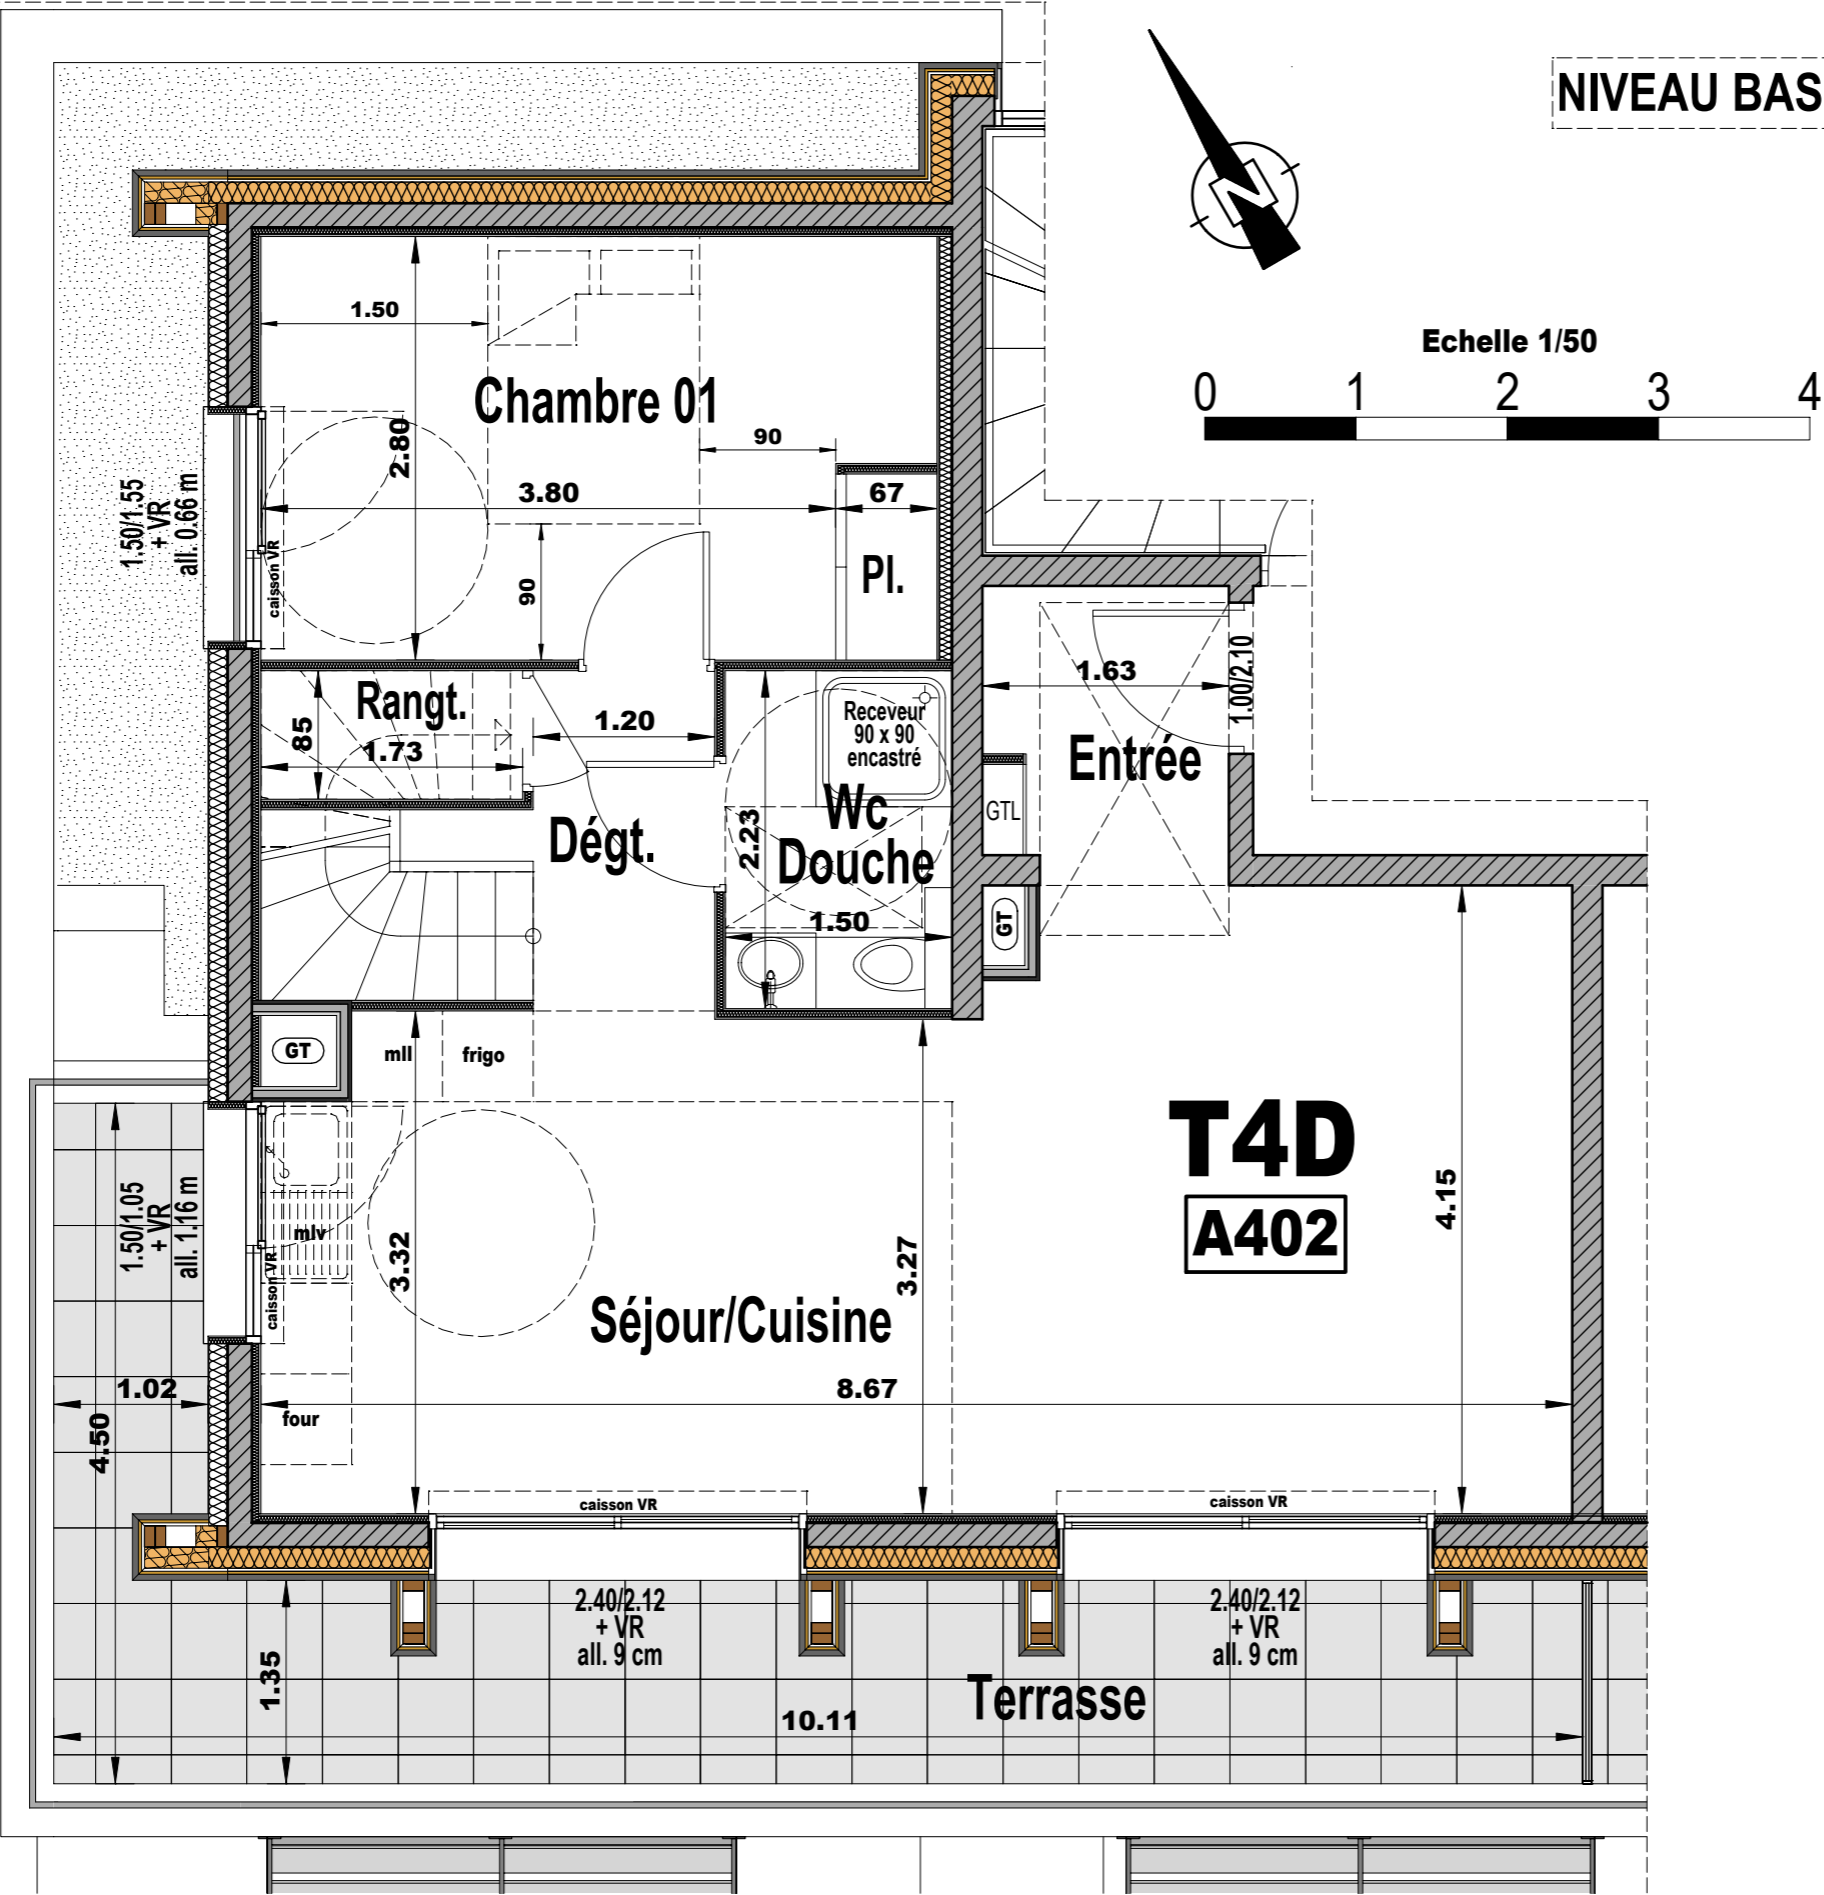 NIVEAU BAS
N
Echelle 1/50
0 1 2 3 4
1.50
Chambre 01
2.80
90
3.80
67
1.50/1.55
+ VR
all. 0.66 m
caisson VR
90
Pl.
Rangt.
85
1.73
1.20
Receveur
90 x 90
encastré
1.63
1.00/2.10
Entrée
GTL
Wc
Douche
2.23
Dégt.
1.50
GT
GT
mll
frigo
T4D
A402
4.15
1.50/1.05
+ VR
all. 1.16 m
caisson VR
mlv
3.32
3.27
Séjour/Cuisine
8.67
1.02
4.50
four
caisson VR
caisson VR
2.40/2.12
+ VR
all. 9 cm
2.40/2.12
+ VR
all. 9 cm
1.35
Terrasse
10.11